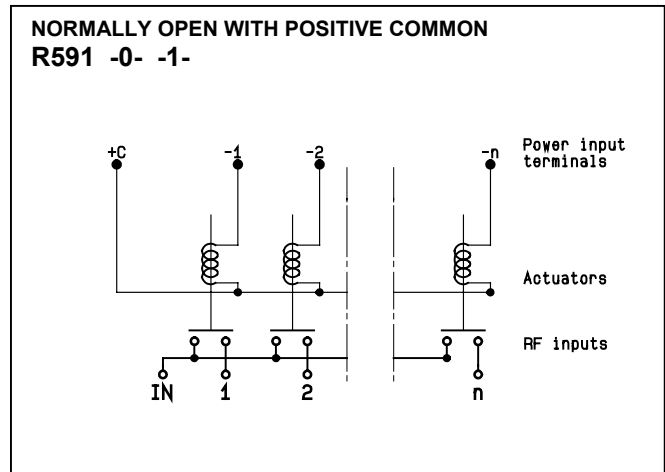 NORMALLY OPEN WITH POSITIVE COMMON
R591 -0- -1-
+C -1 -2 -n Power input
terminals
Actuators
RF inputs
IN 1 2 n